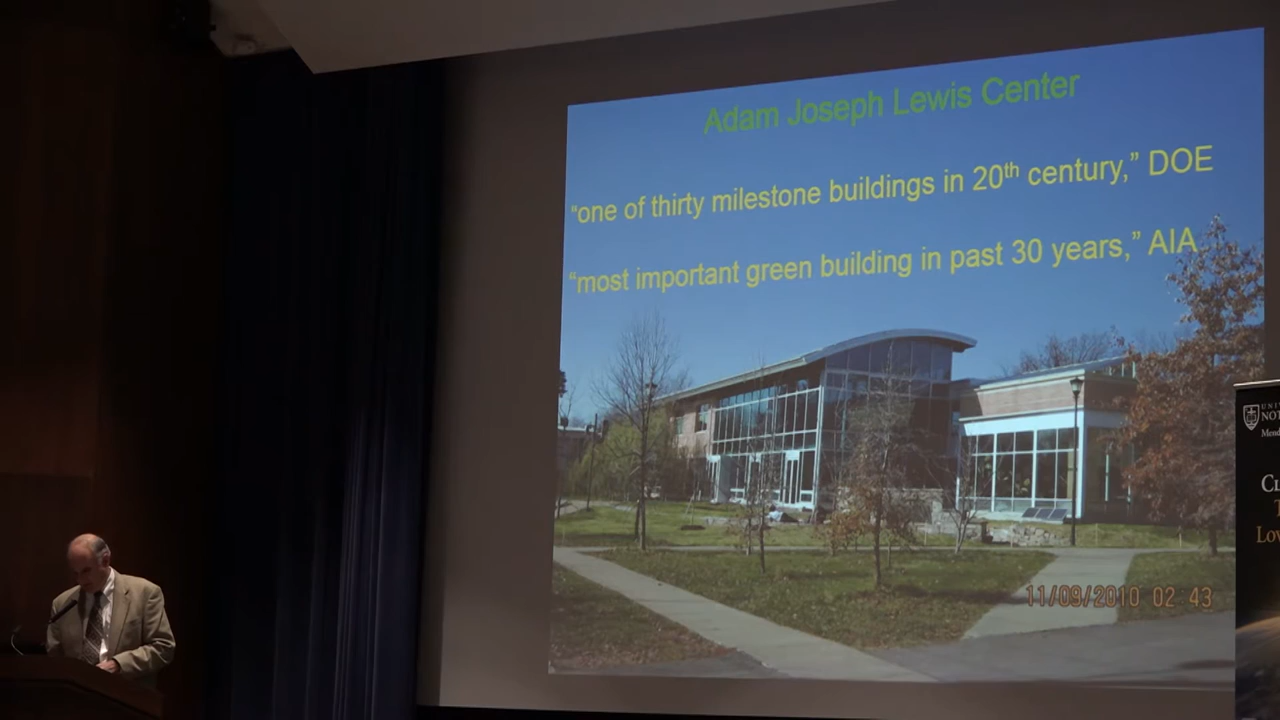 Adam Joseph Lewis Center
“one of thirty milestone buildings in 20th century,” DOE
“most important green building in past 30 years,” AIA
11/09/2010 02 43